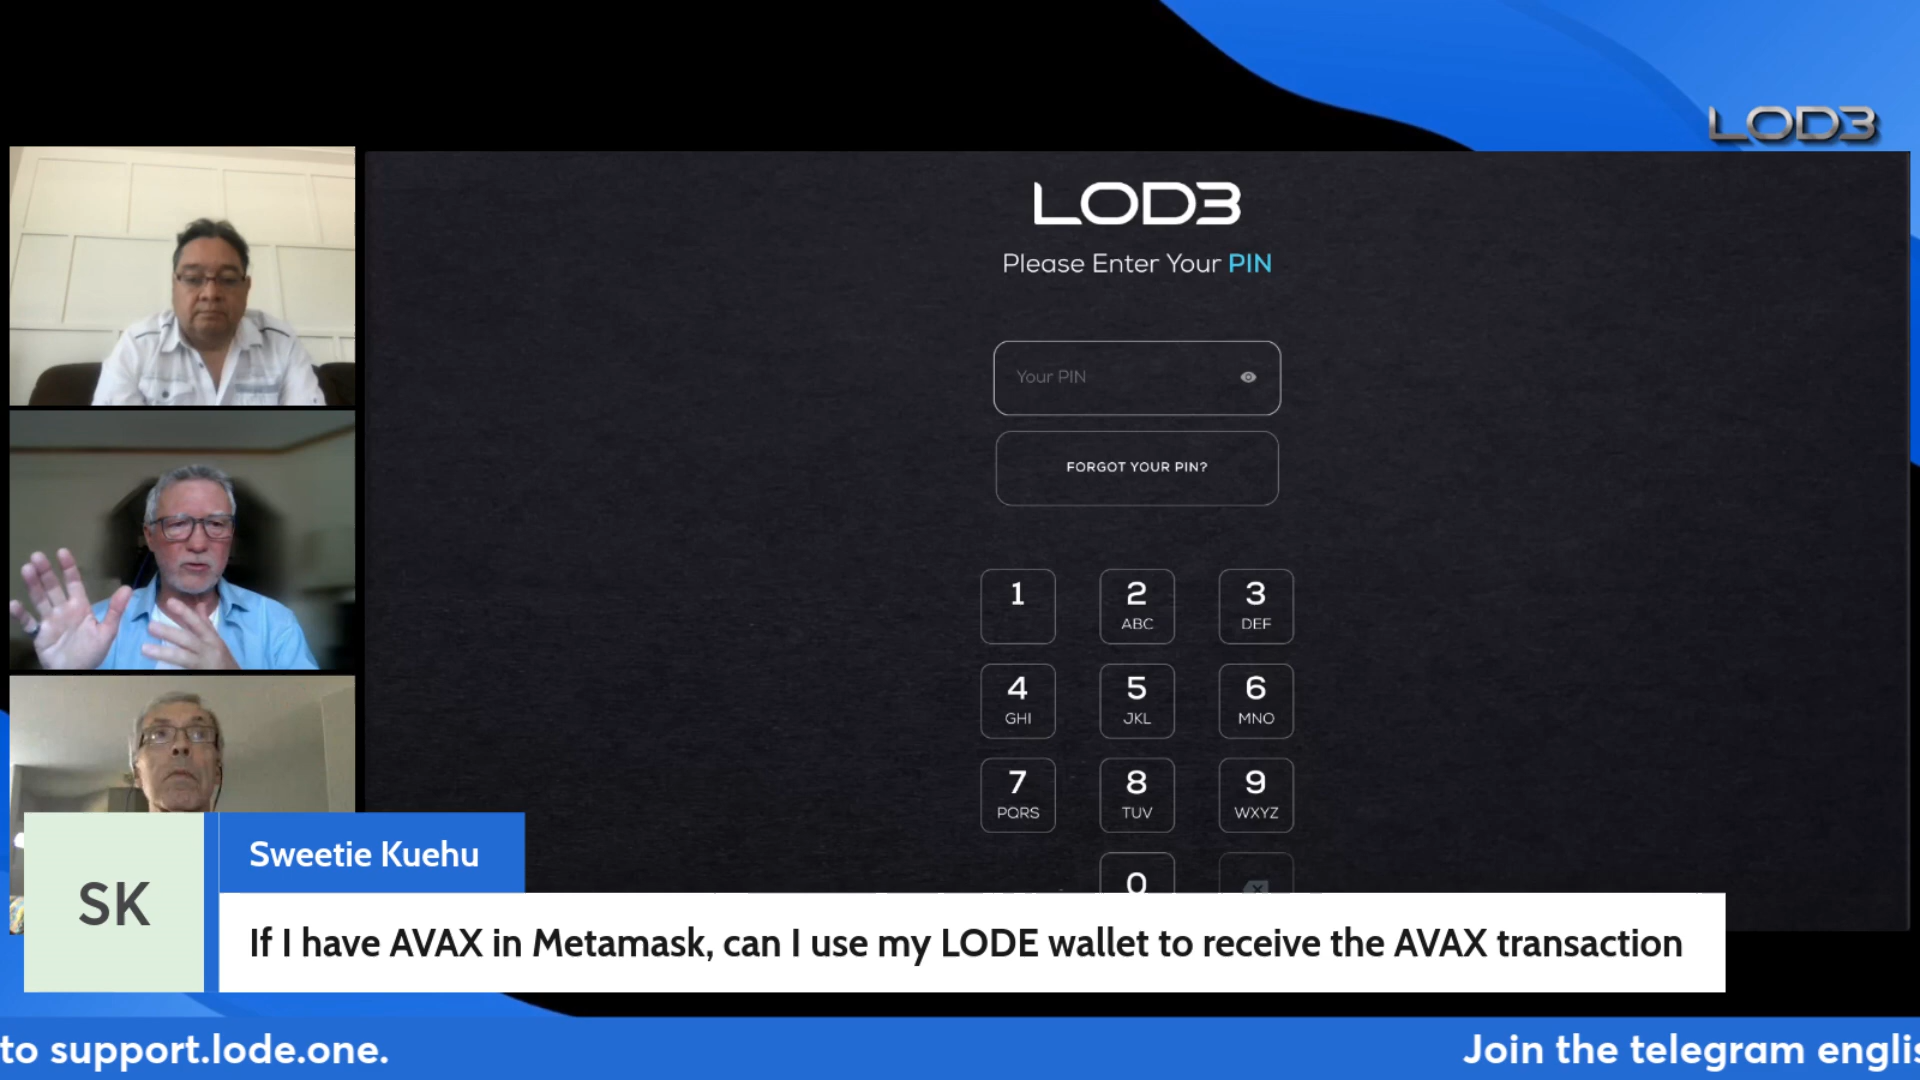 LOD3
LOD3
Please Enter Your PIN
Your PIN
FORGOT YOUR PIN?
1
2
3
ABC
DEF
4
5
6
GHI
JKL
MNO
7
8
9
PQRS
TUV
WXYZ
0
SK
Sweetie Kuehu
If I have AVAX in Metamask, can I use my LODE wallet to receive the AVAX transaction
to support.lode.one.
Join the telegram englis